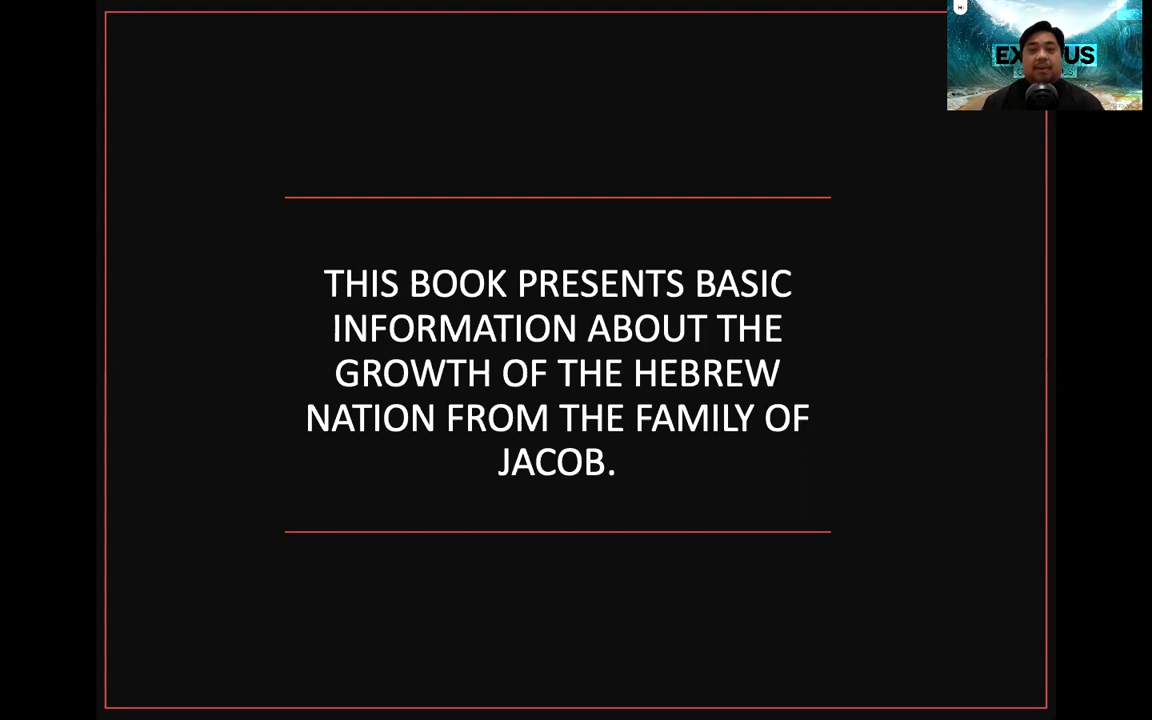 THIS BOOK PRESENTS BASIC
INFORMATION ABOUT THE
GROWTH OF THE HEBREW
NATION FROM THE FAMILY OF
JACOB.